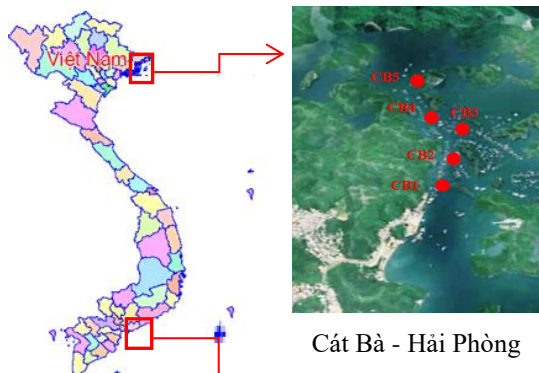 Việt Nam
CB5
CB4
CB3
CB2
CB1
Cát Bà - Hải Phòng